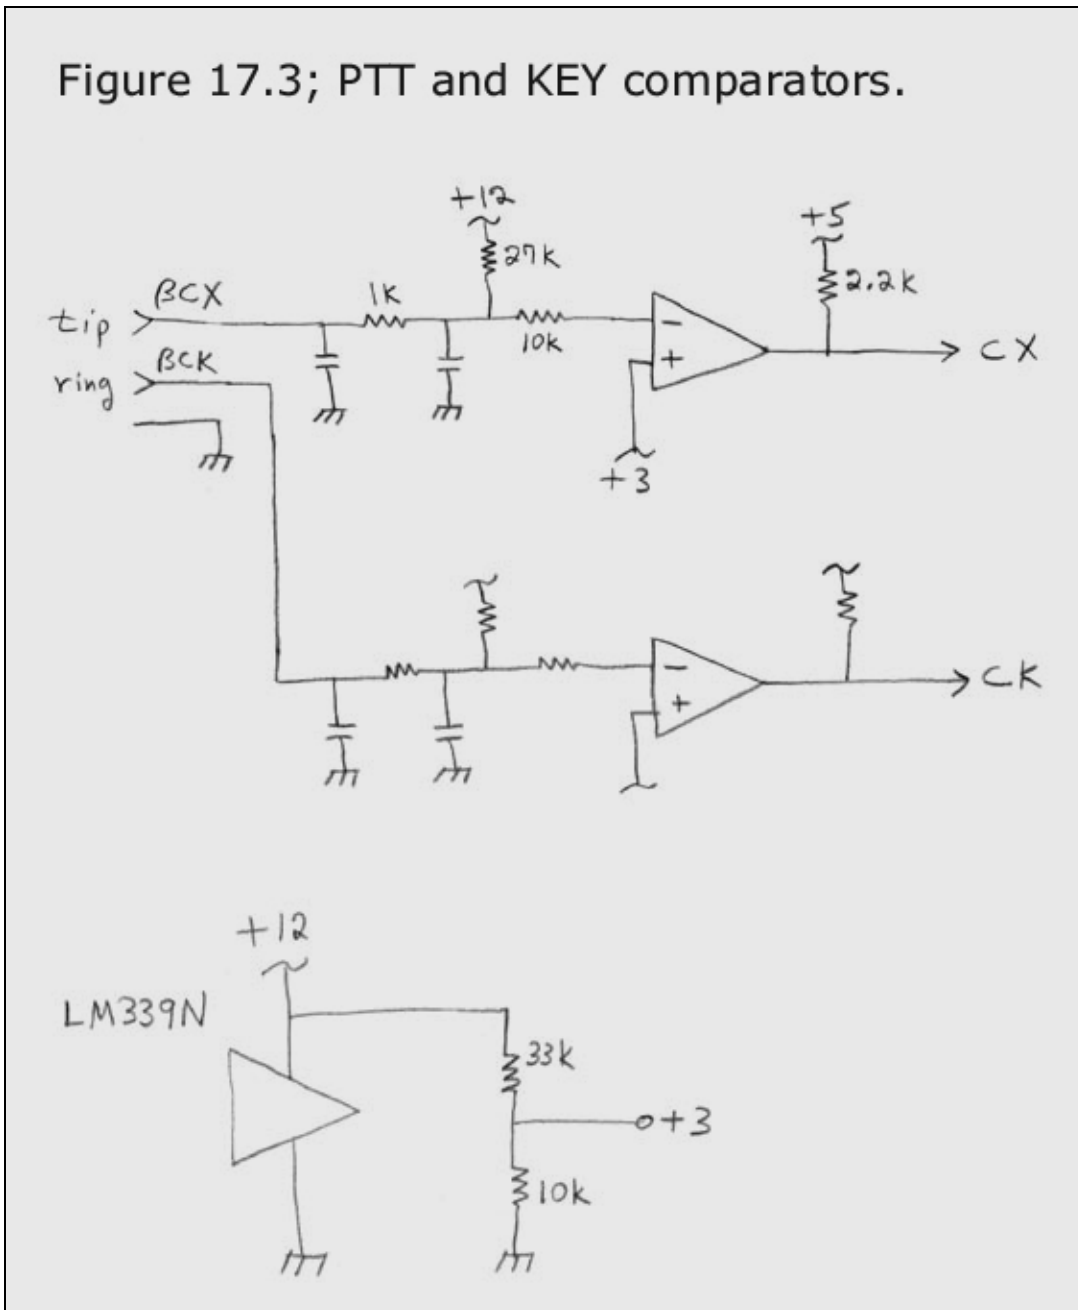 Figure 17.3; PTT and KEY comparators.
+12
27k
+5
2.2k
tip
BCX
1k
10k
-
+
CX
ring
BCK
+3
-
+
CK
+12
LM339N
33k
+3
10k